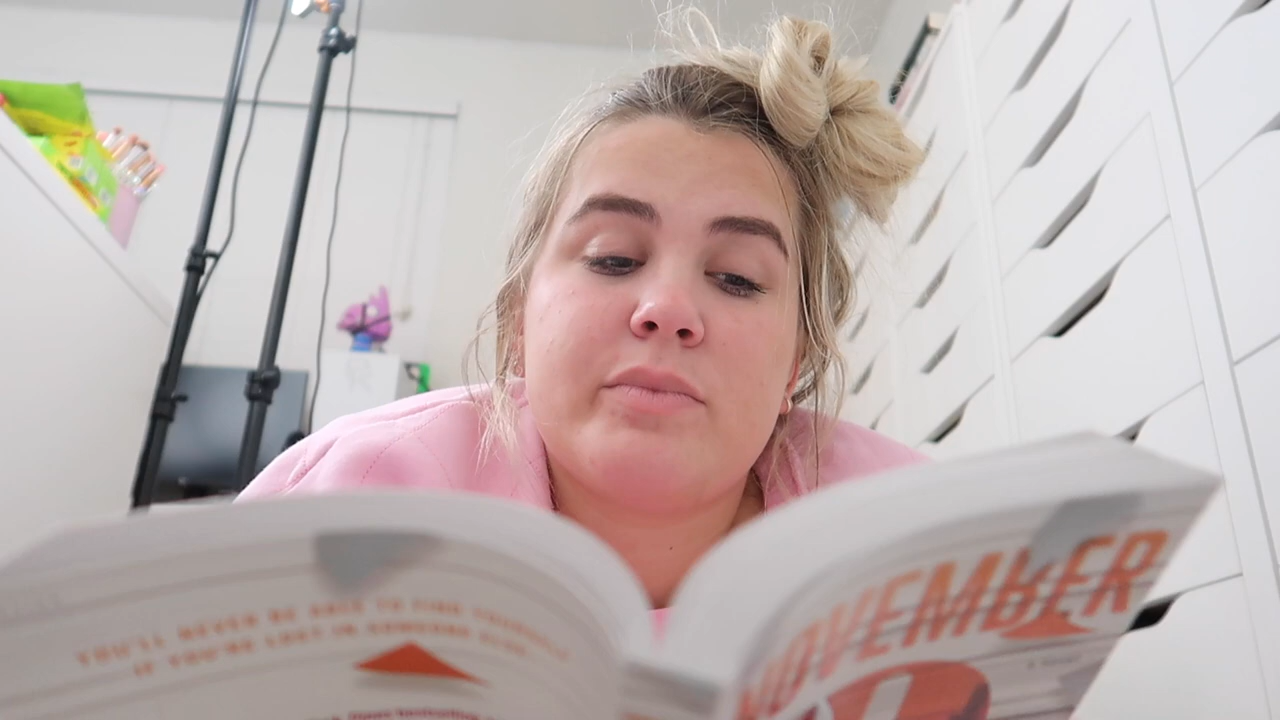 YOU'LL NEVER BE ABLE TO FIND YOURSELF
IF YOU'RE LOST IN SOMEONE ELSE.
NOVEMBER